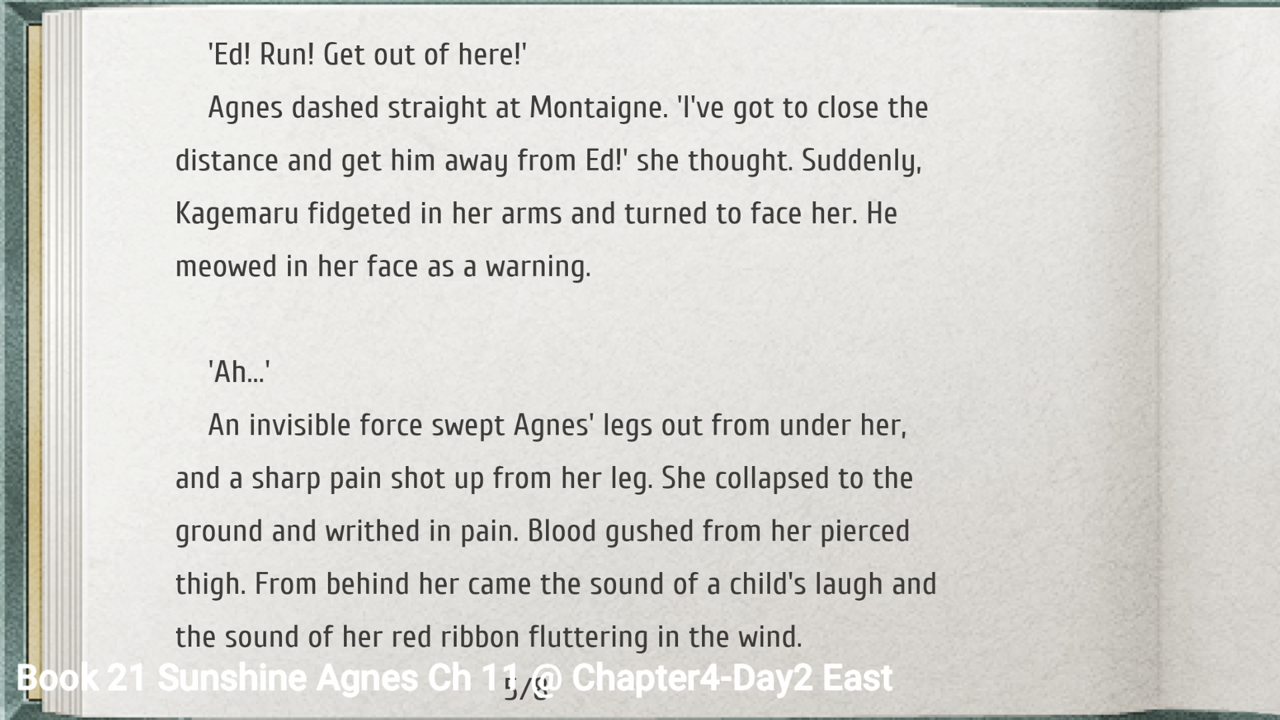 'Ed! Run! Get out of here!'
Agnes dashed straight at Montaigne. 'I've got to close the
distance and get him away from Ed!' she thought. Suddenly,
Kagemaru fidgeted in her arms and turned to face her. He
meowed in her face as a warning.
'Ah...'
An invisible force swept Agnes' legs out from under her,
and a sharp pain shot up from her leg. She collapsed to the
ground and writhed in pain. Blood gushed from her pierced
thigh. From behind her came the sound of a child's laugh and
the sound of her red ribbon fluttering in the wind.
Book 21 Sunshine Agnes Ch 11 @ Chapter4-Day2 East
5/8